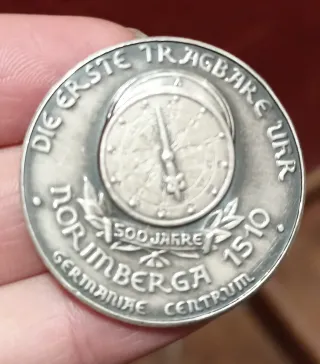 DIE ERSTE TRAGBARE UHR
500 JAHRE
NORIMBERGA 1510
GERMANIAE CENTRUM